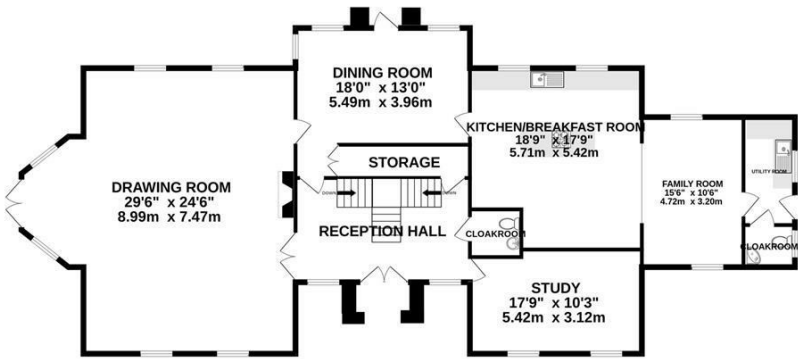 DINING ROOM
18'0" x 13'0"
5.49m x 3.96m
KITCHEN/BREAKFAST ROOM
18'9" x 17'9"
5.71m x 5.42m
STORAGE
DRAWING ROOM
29'6" x 24'6"
8.99m x 7.47m
FAMILY ROOM
15'6" x 10'6"
4.72m x 3.20m
UTILITY ROOM
DOWN
RECEPTION HALL
CLOAKROOM
CLOAKROOM
STUDY
17'9" x 10'3"
5.42m x 3.12m